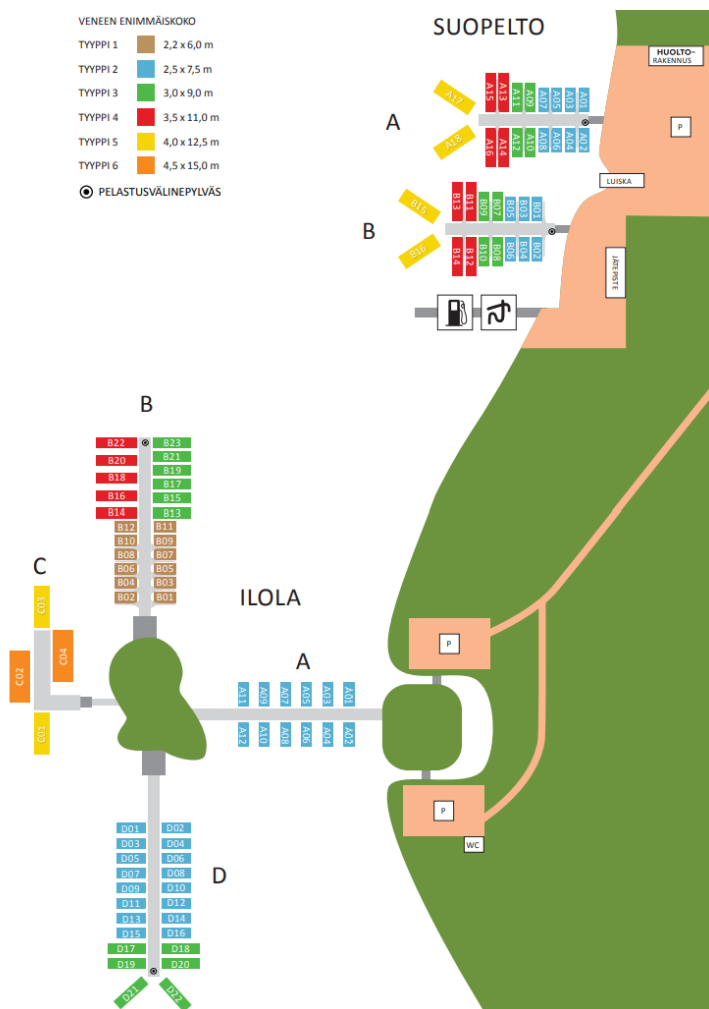 VENEEN ENIMMÄISKOKO
TYYPPI 1 2,2 x 6,0 m
TYYPPI 2 2,5 x 7,5 m
TYYPPI 3 3,0 x 9,0 m
TYYPPI 4 3,5 x 11,0 m
TYYPPI 5 4,0 x 12,5 m
TYYPPI 6 4,5 x 15,0 m
PELASTUSVÄLINEPYLVÄS
SUOPELTO
HUOLTO-
RAKENNUS
P
LUISKA
JÄTEPISTE
A
A17 A15 A13 A11 A09 A07 A05 A03 A01
A18 A16 A14 A12 A10 A08 A06 A04 A02
B
B15 B13 B11 B09 B07 B05 B03 B01
B16 B14 B12 B10 B08 B06 B04 B02
ILOLA
B
B22 B23
B21
B20
B19
B18
B17
B16 B15
B14 B13
B12 B11
B10 B09
B08 B07
B06 B05
B04 B03
B02 B01
C
C03
C04
C02
C01
A
A11 A09 A07 A05 A03 A01
A12 A10 A08 A06 A04 A02
P
P
WC
D
D01 D02
D03 D04
D05 D06
D07 D08
D09 D10
D11 D12
D13 D14
D15 D16
D17 D18
D19 D20
D21 D22